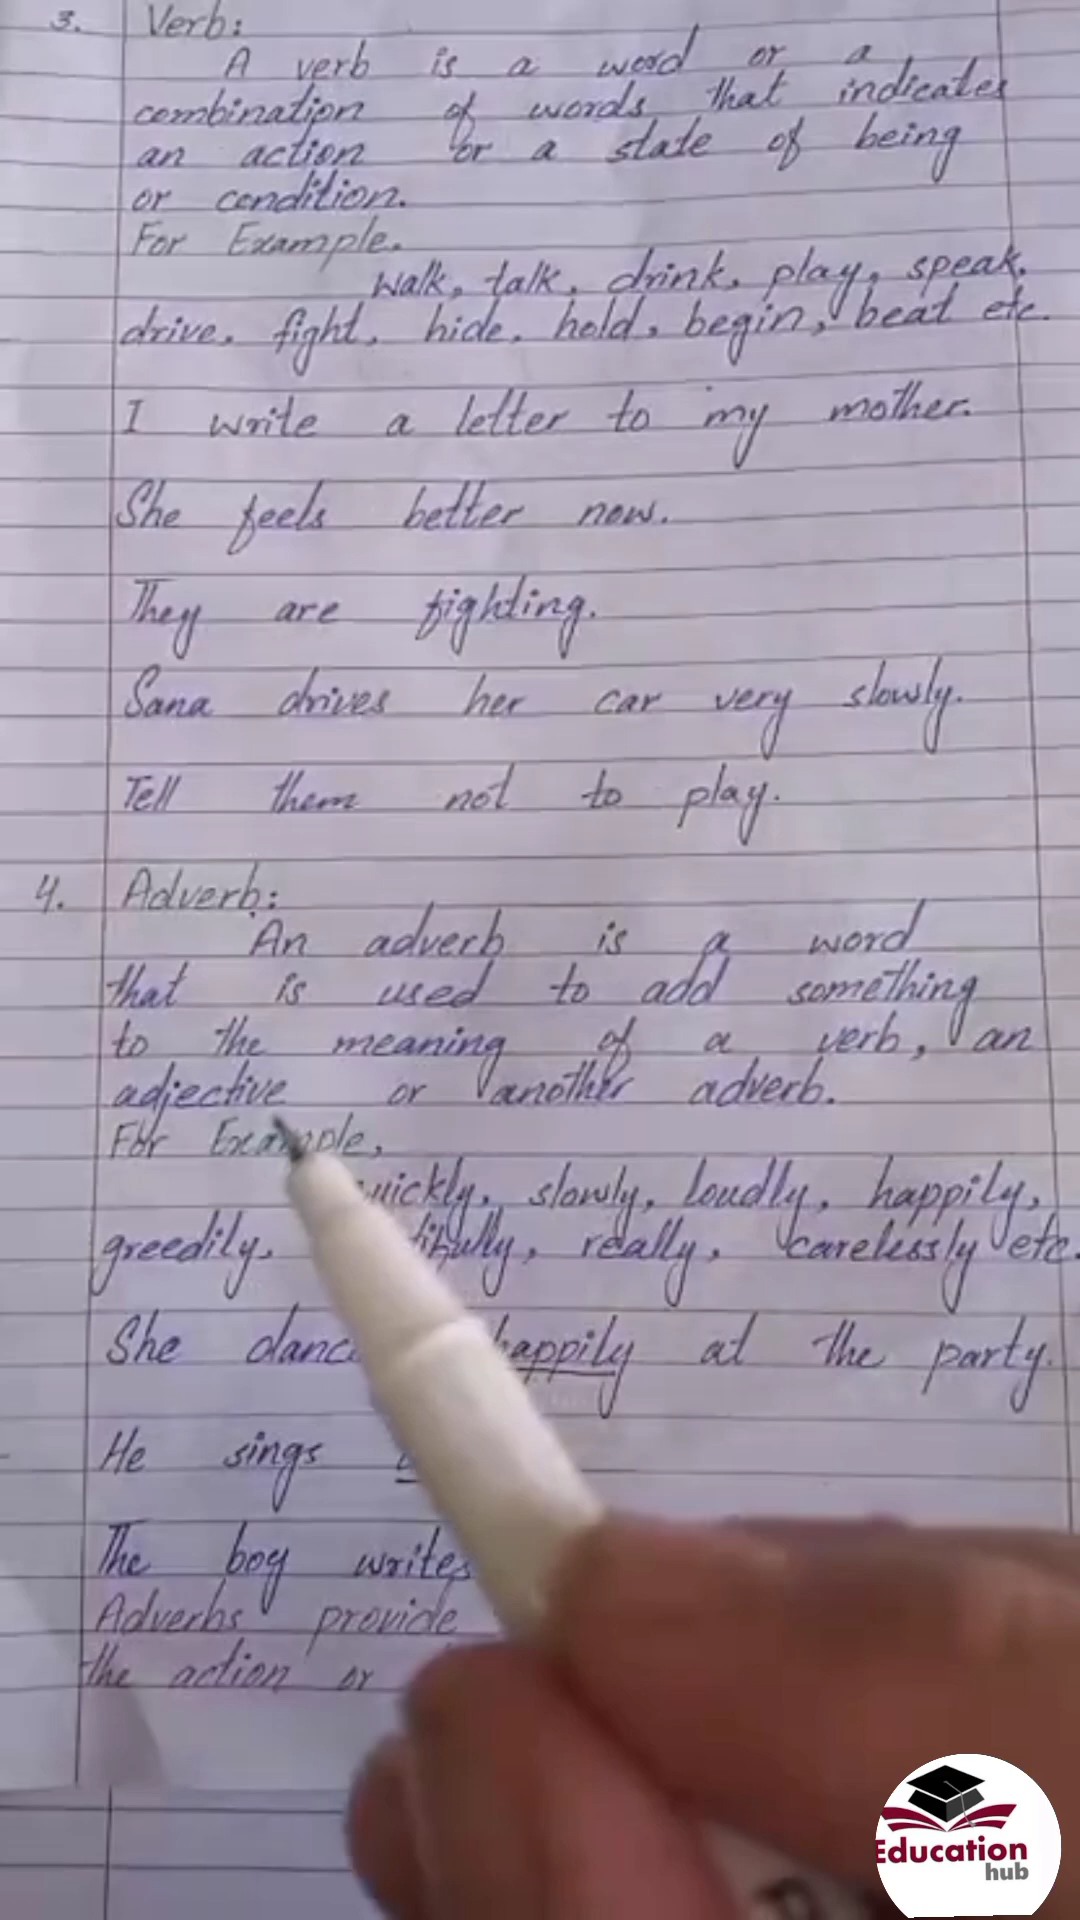 3. Verb:
A verb is a word or a
combination of words that indicates
an action or a state of being
or condition.
For Example.
walk, talk, drink, play, speak,
drive, fight, hide, hold, begin, beat etc.
I write a letter to my mother.
She feels better now.
They are fighting.
Sana drives her car very slowly.
Tell them not to play.
4. Adverb:
An adverb is a word
that is used to add something
to the meaning of a verb, an
adjective or another adverb.
For Example,
slowly, loudly, happily,
greedily, really, carelessly etc.
She happily at the party.
He sings
The boy writes
Adverbs provide
the action or
Education
hub